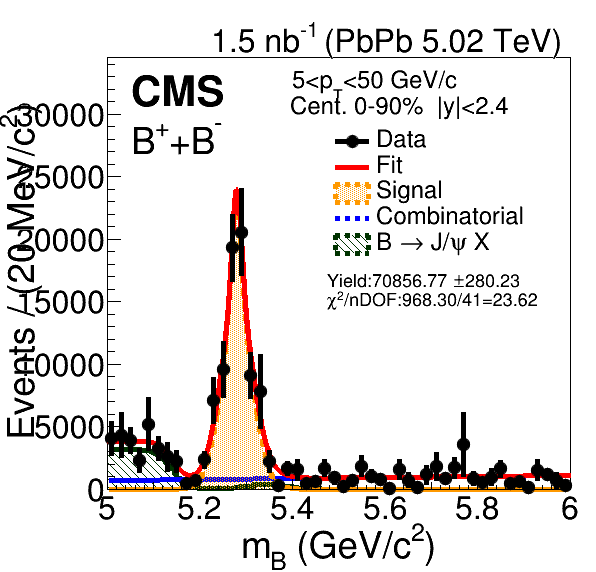 1.5 nb⁻¹ (PbPb 5.02 TeV)
CMS
B⁺+B⁻
5<p_T<50 GeV/c
Cent. 0-90% |y|<2.4
Data
Fit
Signal
Combinatorial
B → J/ψ X
Yield:70856.77 ±280.23
χ²/nDOF:968.30/41=23.62
Events / (20 MeV/c²)
30000
25000
20000
15000
10000
5000
0
5 5.2 5.4 5.6 5.8 6
m_B (GeV/c²)